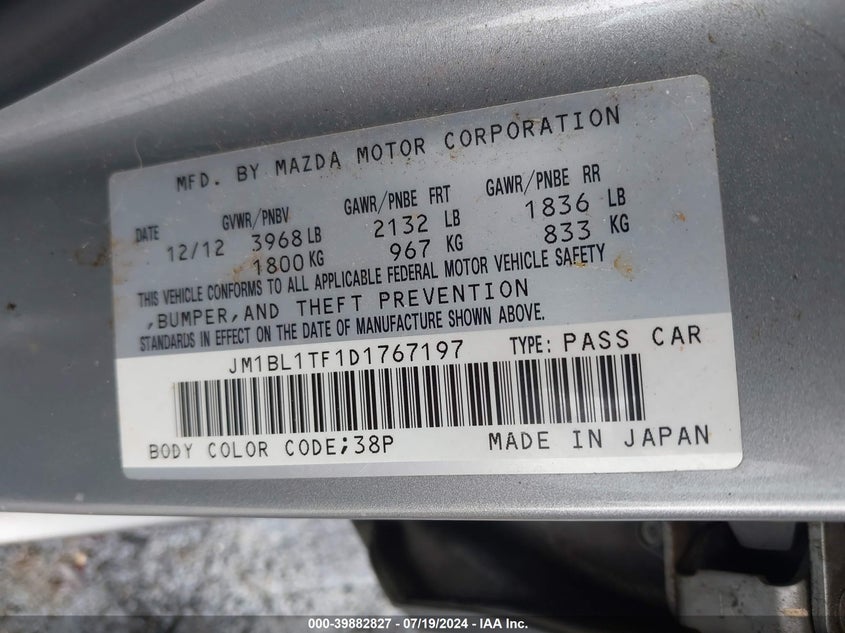 MFD. BY MAZDA MOTOR CORPORATION
DATE GVWR/PNBV GAWR/PNBE FRT GAWR/PNBE RR
12/12 3968 LB 2132 LB 1836 LB
1800 KG 967 KG 833 KG
THIS VEHICLE CONFORMS TO ALL APPLICABLE FEDERAL MOTOR VEHICLE SAFETY
,BUMPER,AND THEFT PREVENTION
STANDARDS IN EFFECT ON THE DATE OF MANUFACTURE SHOWN ABOVE.
JM1BL1TF1D1767197 TYPE: PASS CAR
BODY COLOR CODE;38P MADE IN JAPAN
000-39882827 - 07/19/2024 - IAA Inc.